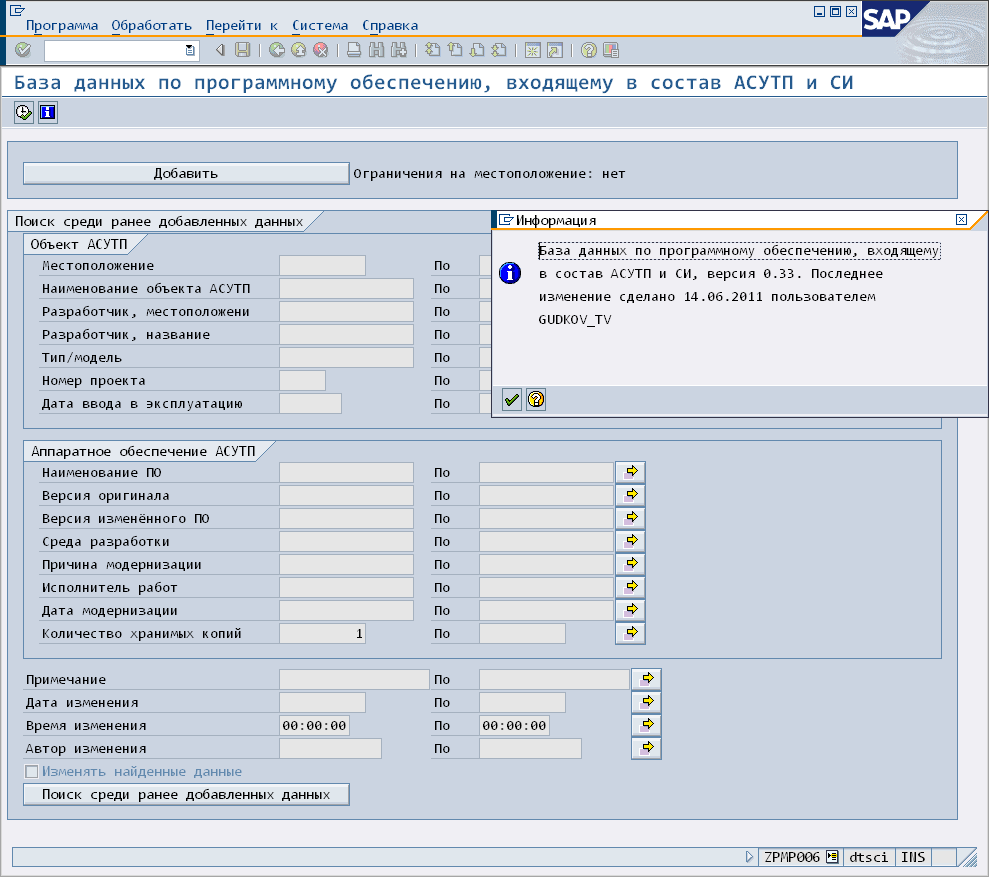 Программа Обработать Перейти к Система Справка
SAP
База данных по программному обеспечению, входящему в состав АСУТП и СИ
Добавить Ограничения на местоположение: нет
Поиск среди ранее добавленных данных
Объект АСУТП
Местоположение По
Наименование объекта АСУТП По
Разработчик, местоположени По
Разработчик, название По
Тип/модель По
Номер проекта По
Дата ввода в эксплуатацию По
Информация
База данных по программному обеспечению, входящему
в состав АСУТП и СИ, версия 0.33. Последнее
изменение сделано 14.06.2011 пользователем
GUDKOV_TV
Аппаратное обеспечение АСУТП
Наименование ПО По
Версия оригинала По
Версия изменённого ПО По
Среда разработки По
Причина модернизации По
Исполнитель работ По
Дата модернизации По
Количество хранимых копий 1 По
Примечание По
Дата изменения По
Время изменения 00:00:00 По 00:00:00
Автор изменения По
Изменять найденные данные
Поиск среди ранее добавленных данных
ZPMP006 dtsci INS